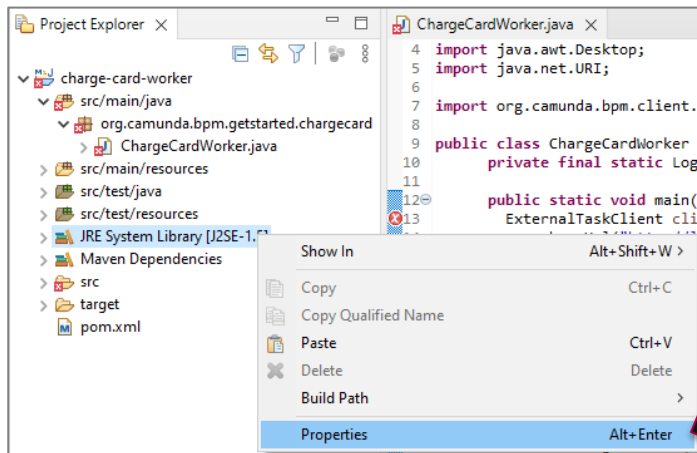 Project Explorer
charge-card-worker
src/main/java
org.camunda.bpm.getstarted.chargecard
ChargeCardWorker.java
src/main/resources
src/test/java
src/test/resources
JRE System Library [J2SE-1.5]
Maven Dependencies
src
target
pom.xml
ChargeCardWorker.java
4 import java.awt.Desktop;
5 import java.net.URI;
6
7 import org.camunda.bpm.client.
8
9 public class ChargeCardWorker
10 private final static Log
11
12 public static void main(
13 ExternalTaskClient cli
Show In Alt+Shift+W >
Copy Ctrl+C
Copy Qualified Name
Paste Ctrl+V
Delete Delete
Build Path >
Properties Alt+Enter